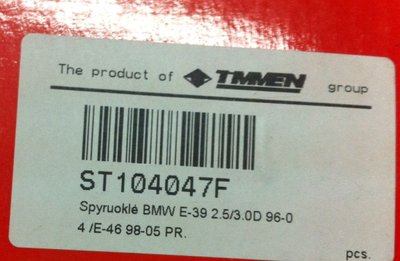 The product of TMMEN group
ST104047F
Spyruoklė BMW E-39 2.5/3.0D 96-0
4 /E-46 98-05 PR.
pcs.